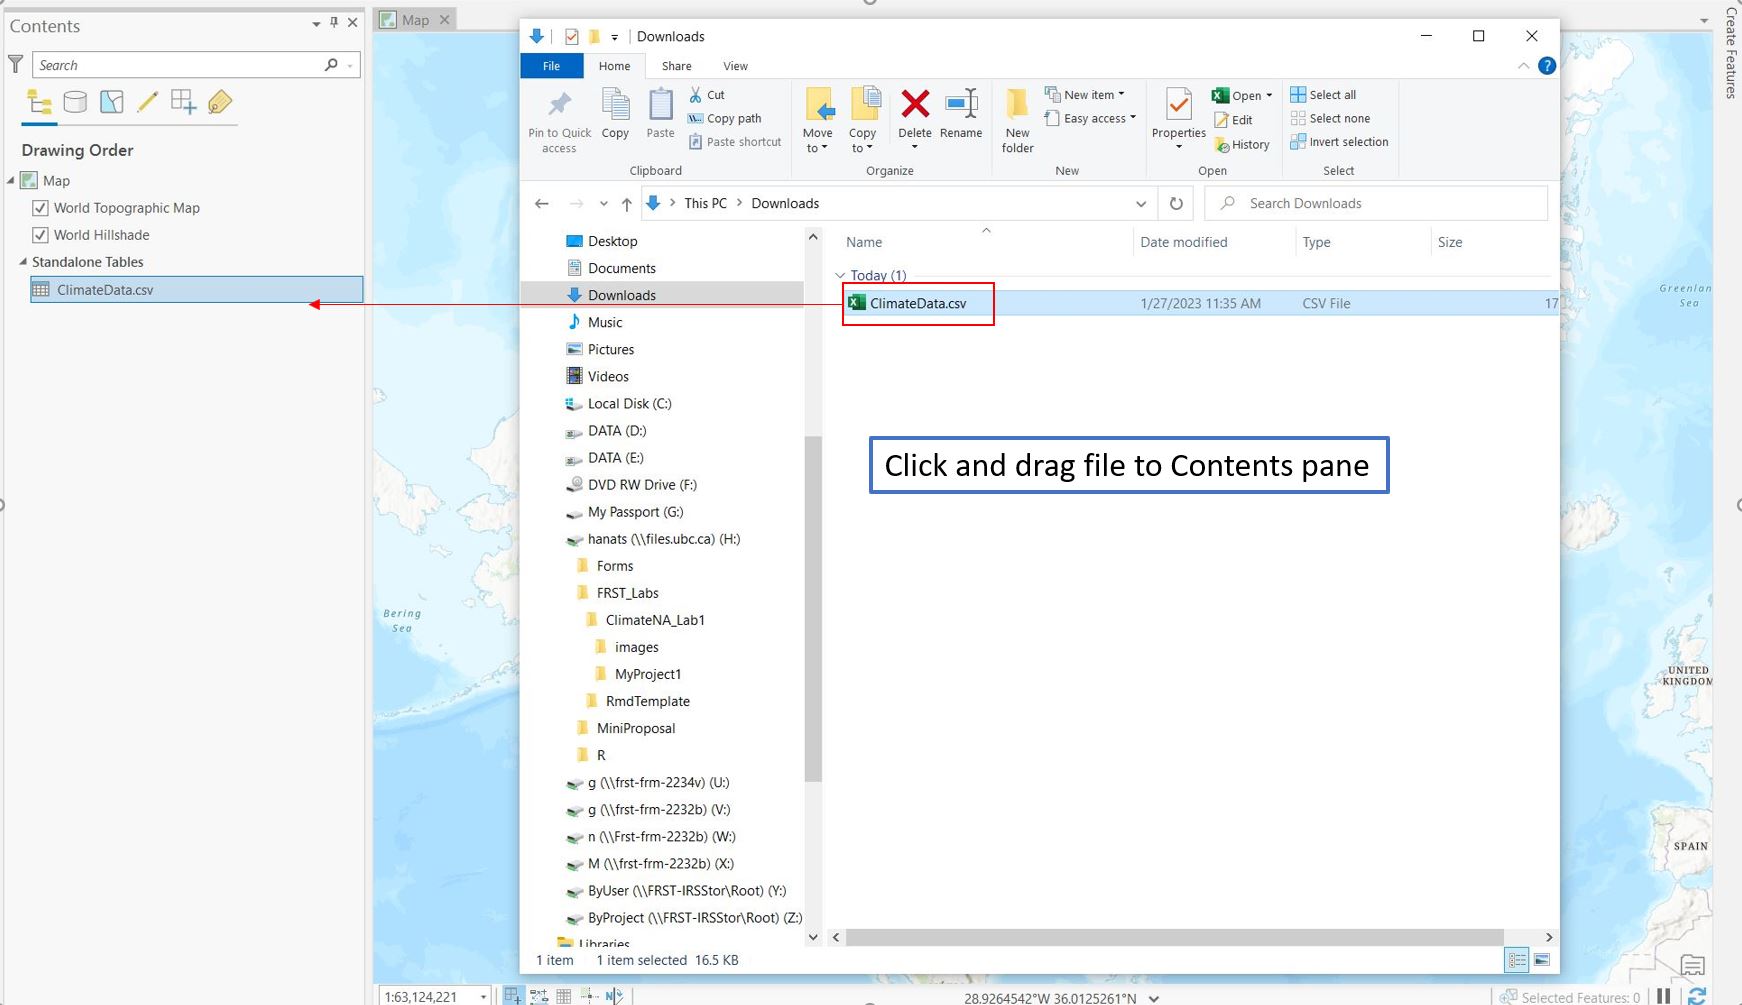 Contents
Search
Drawing Order
Map
World Topographic Map
World Hillshade
Standalone Tables
ClimateData.csv
Map
Bering
Sea
Downloads
File Home Share View
Pin to Quick
access
Copy
Paste
Cut
Copy path
Paste shortcut
Clipboard
Move
to
Copy
to
Delete
Rename
Organize
New
folder
New item
Easy access
New
Properties
Open
Edit
History
Open
Select all
Select none
Invert selection
Select
This PC > Downloads
Search Downloads
Desktop
Documents
Downloads
Music
Pictures
Videos
Local Disk (C:)
DATA (D:)
DATA (E:)
DVD RW Drive (F:)
My Passport (G:)
hanats (\\files.ubc.ca) (H:)
Forms
FRST_Labs
ClimateNA_Lab1
images
MyProject1
RmdTemplate
MiniProposal
R
g (\\frst-frm-2234v) (U:)
g (\\frst-frm-2232b) (V:)
n (\\Frst-frm-2232b) (W:)
M (\\frst-frm-2232b) (X:)
ByUser (\\FRST-IRSStor\Root) (Y:)
ByProject (\\FRST-IRSStor\Root) (Z:)
Libraries
Name Date modified Type Size
Today (1)
ClimateData.csv 1/27/2023 11:35 AM CSV File 17
Click and drag file to Contents pane
1 item 1 item selected 16.5 KB
Greenlan
Sea
UNITED
KINGDOM
SPAIN
Create Features
1:63,124,221
28.9264542°W 36.0125261°N
Selected Features: 0